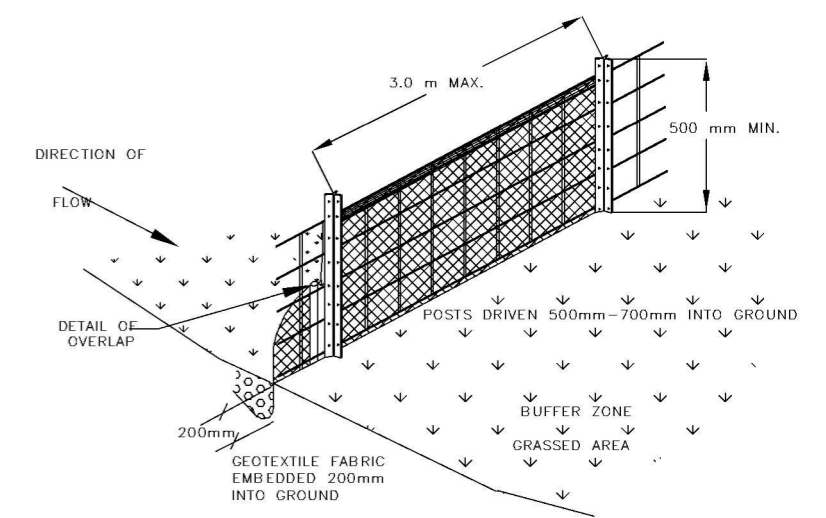 3.0 m MAX.
500 mm MIN.
DIRECTION OF
FLOW
DETAIL OF
OVERLAP
POSTS DRIVEN 500mm-700mm INTO GROUND
BUFFER ZONE
GRASSED AREA
200mm
GEOTEXTILE FABRIC
EMBEDDED 200mm
INTO GROUND